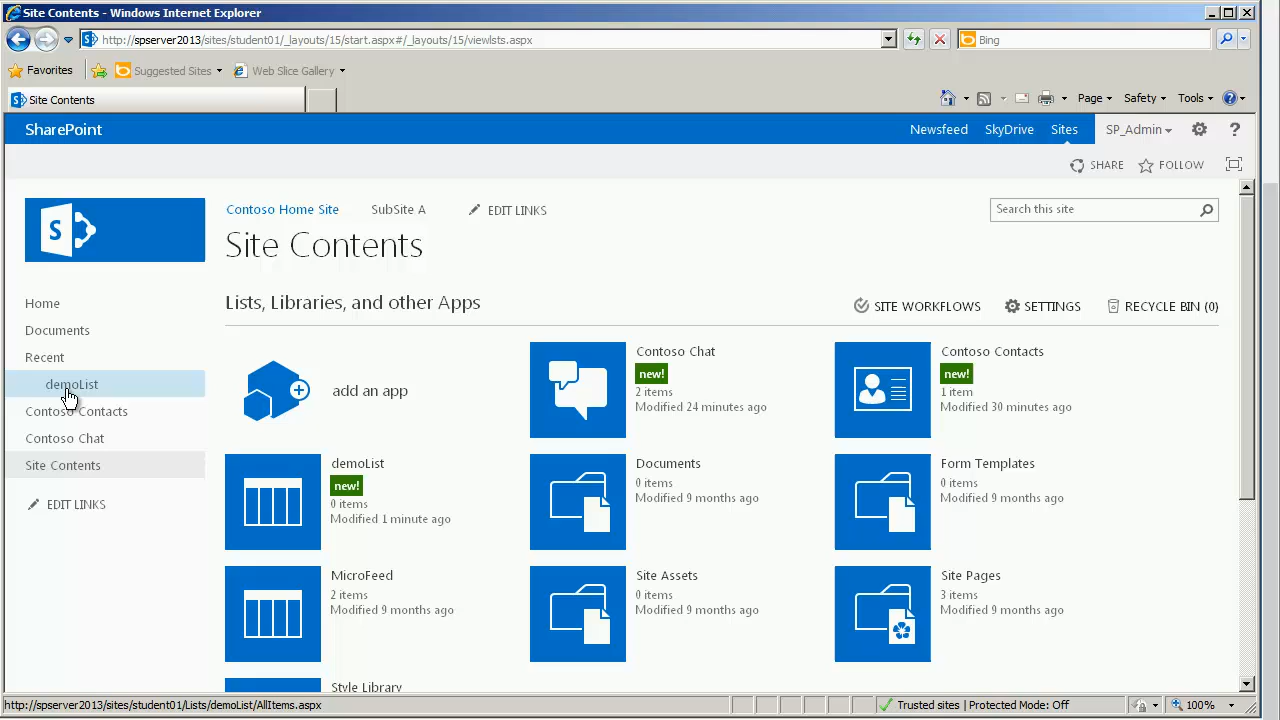 Site Contents - Windows Internet Explorer
http://spserver2013/sites/student01/_layouts/15/start.aspx#/_layouts/15/viewlsts.aspx
Bing
Favorites
Suggested Sites
Web Slice Gallery
Site Contents
Page
Safety
Tools
SharePoint
Newsfeed
SkyDrive
Sites
SP_Admin
?
SHARE
FOLLOW
S
Contoso Home Site
SubSite A
EDIT LINKS
Search this site
Site Contents
Home
Documents
Recent
demoList
Contoso Contacts
Contoso Chat
Site Contents
EDIT LINKS
Lists, Libraries, and other Apps
SITE WORKFLOWS
SETTINGS
RECYCLE BIN (0)
add an app
Contoso Chat
new!
2 items
Modified 24 minutes ago
Contoso Contacts
new!
1 item
Modified 30 minutes ago
demoList
new!
0 items
Modified 1 minute ago
Documents
0 items
Modified 9 months ago
Form Templates
0 items
Modified 9 months ago
MicroFeed
2 items
Modified 9 months ago
Site Assets
0 items
Modified 9 months ago
Site Pages
3 items
Modified 9 months ago
Style Library
http://spserver2013/sites/student01/Lists/demoList/AllItems.aspx
Trusted sites | Protected Mode: Off
100%